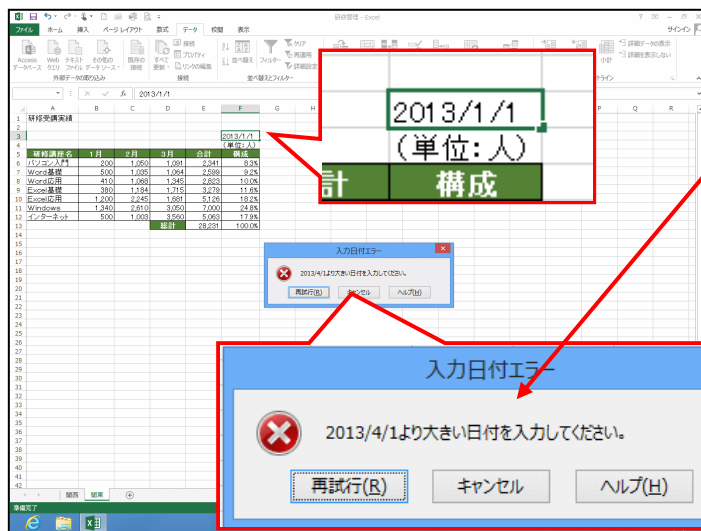 研修管理 - Excel
ファイル ホーム 挿入 ページレイアウト 数式 データ 校閲 表示 サインイン
Access データベース
Web クエリ
テキスト ファイル
その他の データソース
既存の 接続
すべて 更新
接続
プロパティ
リンクの編集
並べ替え
フィルター
クリア
再適用
詳細設定
小計
詳細データの表示
詳細を表示しない
外部データの取り込み 接続 並べ替えとフィルター
2013/1/1
A B C D E F G H P Q R
1 研修受講実績
2
3 2013/1/1
4 (単位:人)
5 研修講座名 1月 2月 3月 合計 構成
6 パソコン入門 200 1,050 1,091 2,341 8.3%
7 Word基礎 500 1,035 1,064 2,599 9.2%
8 Word応用 410 1,068 1,345 2,823 10.0%
9 Excel基礎 380 1,184 1,715 3,279 11.6%
10 Excel応用 1,200 2,245 1,681 5,126 18.2%
11 Windows 1,340 2,610 3,050 7,000 24.8%
12 インターネット 500 1,003 3,560 5,063 17.9%
13 総計 28,231 100.0%
2013/1/1
(単位:人)
計 構成
入力日付エラー
2013/4/1より大きい日付を入力してください。
再試行(R) キャンセル ヘルプ(H)
入力日付エラー
2013/4/1より大きい日付を入力してください。
再試行(R) キャンセル ヘルプ(H)
関西 関東
準備完了